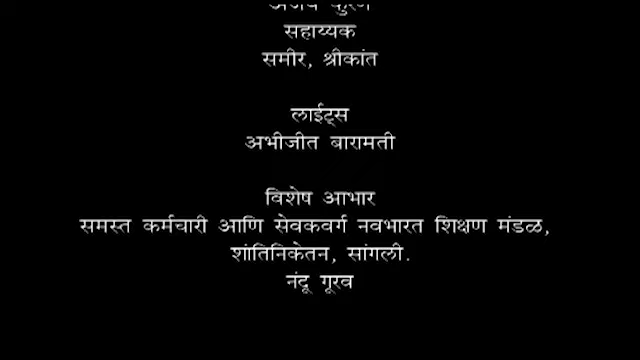 सहाय्यक
समीर, श्रीकांत
लाईट्स
अभीजीत बारामती
विशेष आभार
समस्त कर्मचारी आणि सेवकवर्ग नवभारत शिक्षण मंडळ,
शांतिनिकेतन, सांगली.
नंदू गूरव